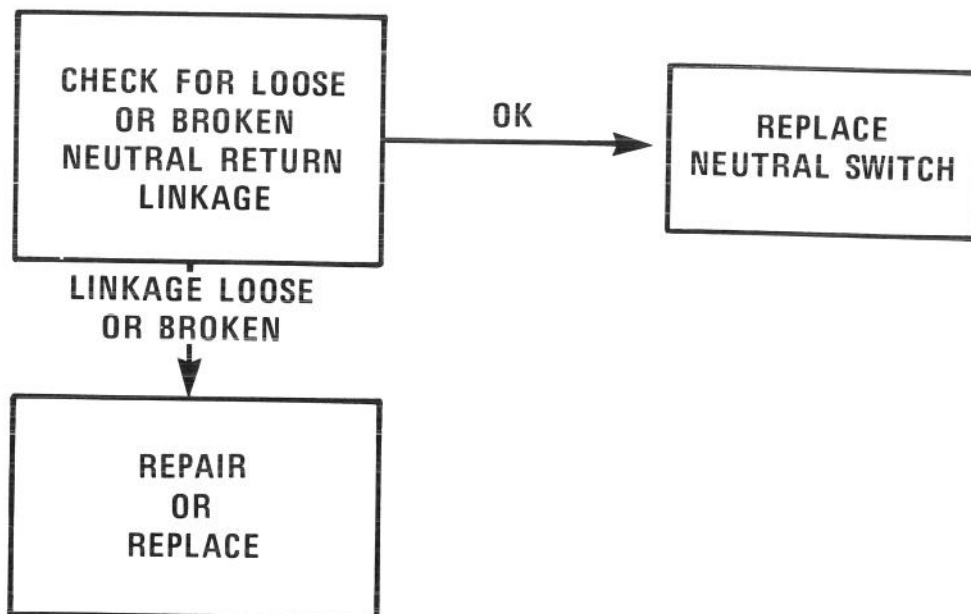 CHECK FOR LOOSE
OR BROKEN
NEUTRAL RETURN
LINKAGE
OK
REPLACE
NEUTRAL SWITCH
LINKAGE LOOSE
OR BROKEN
REPAIR
OR
REPLACE